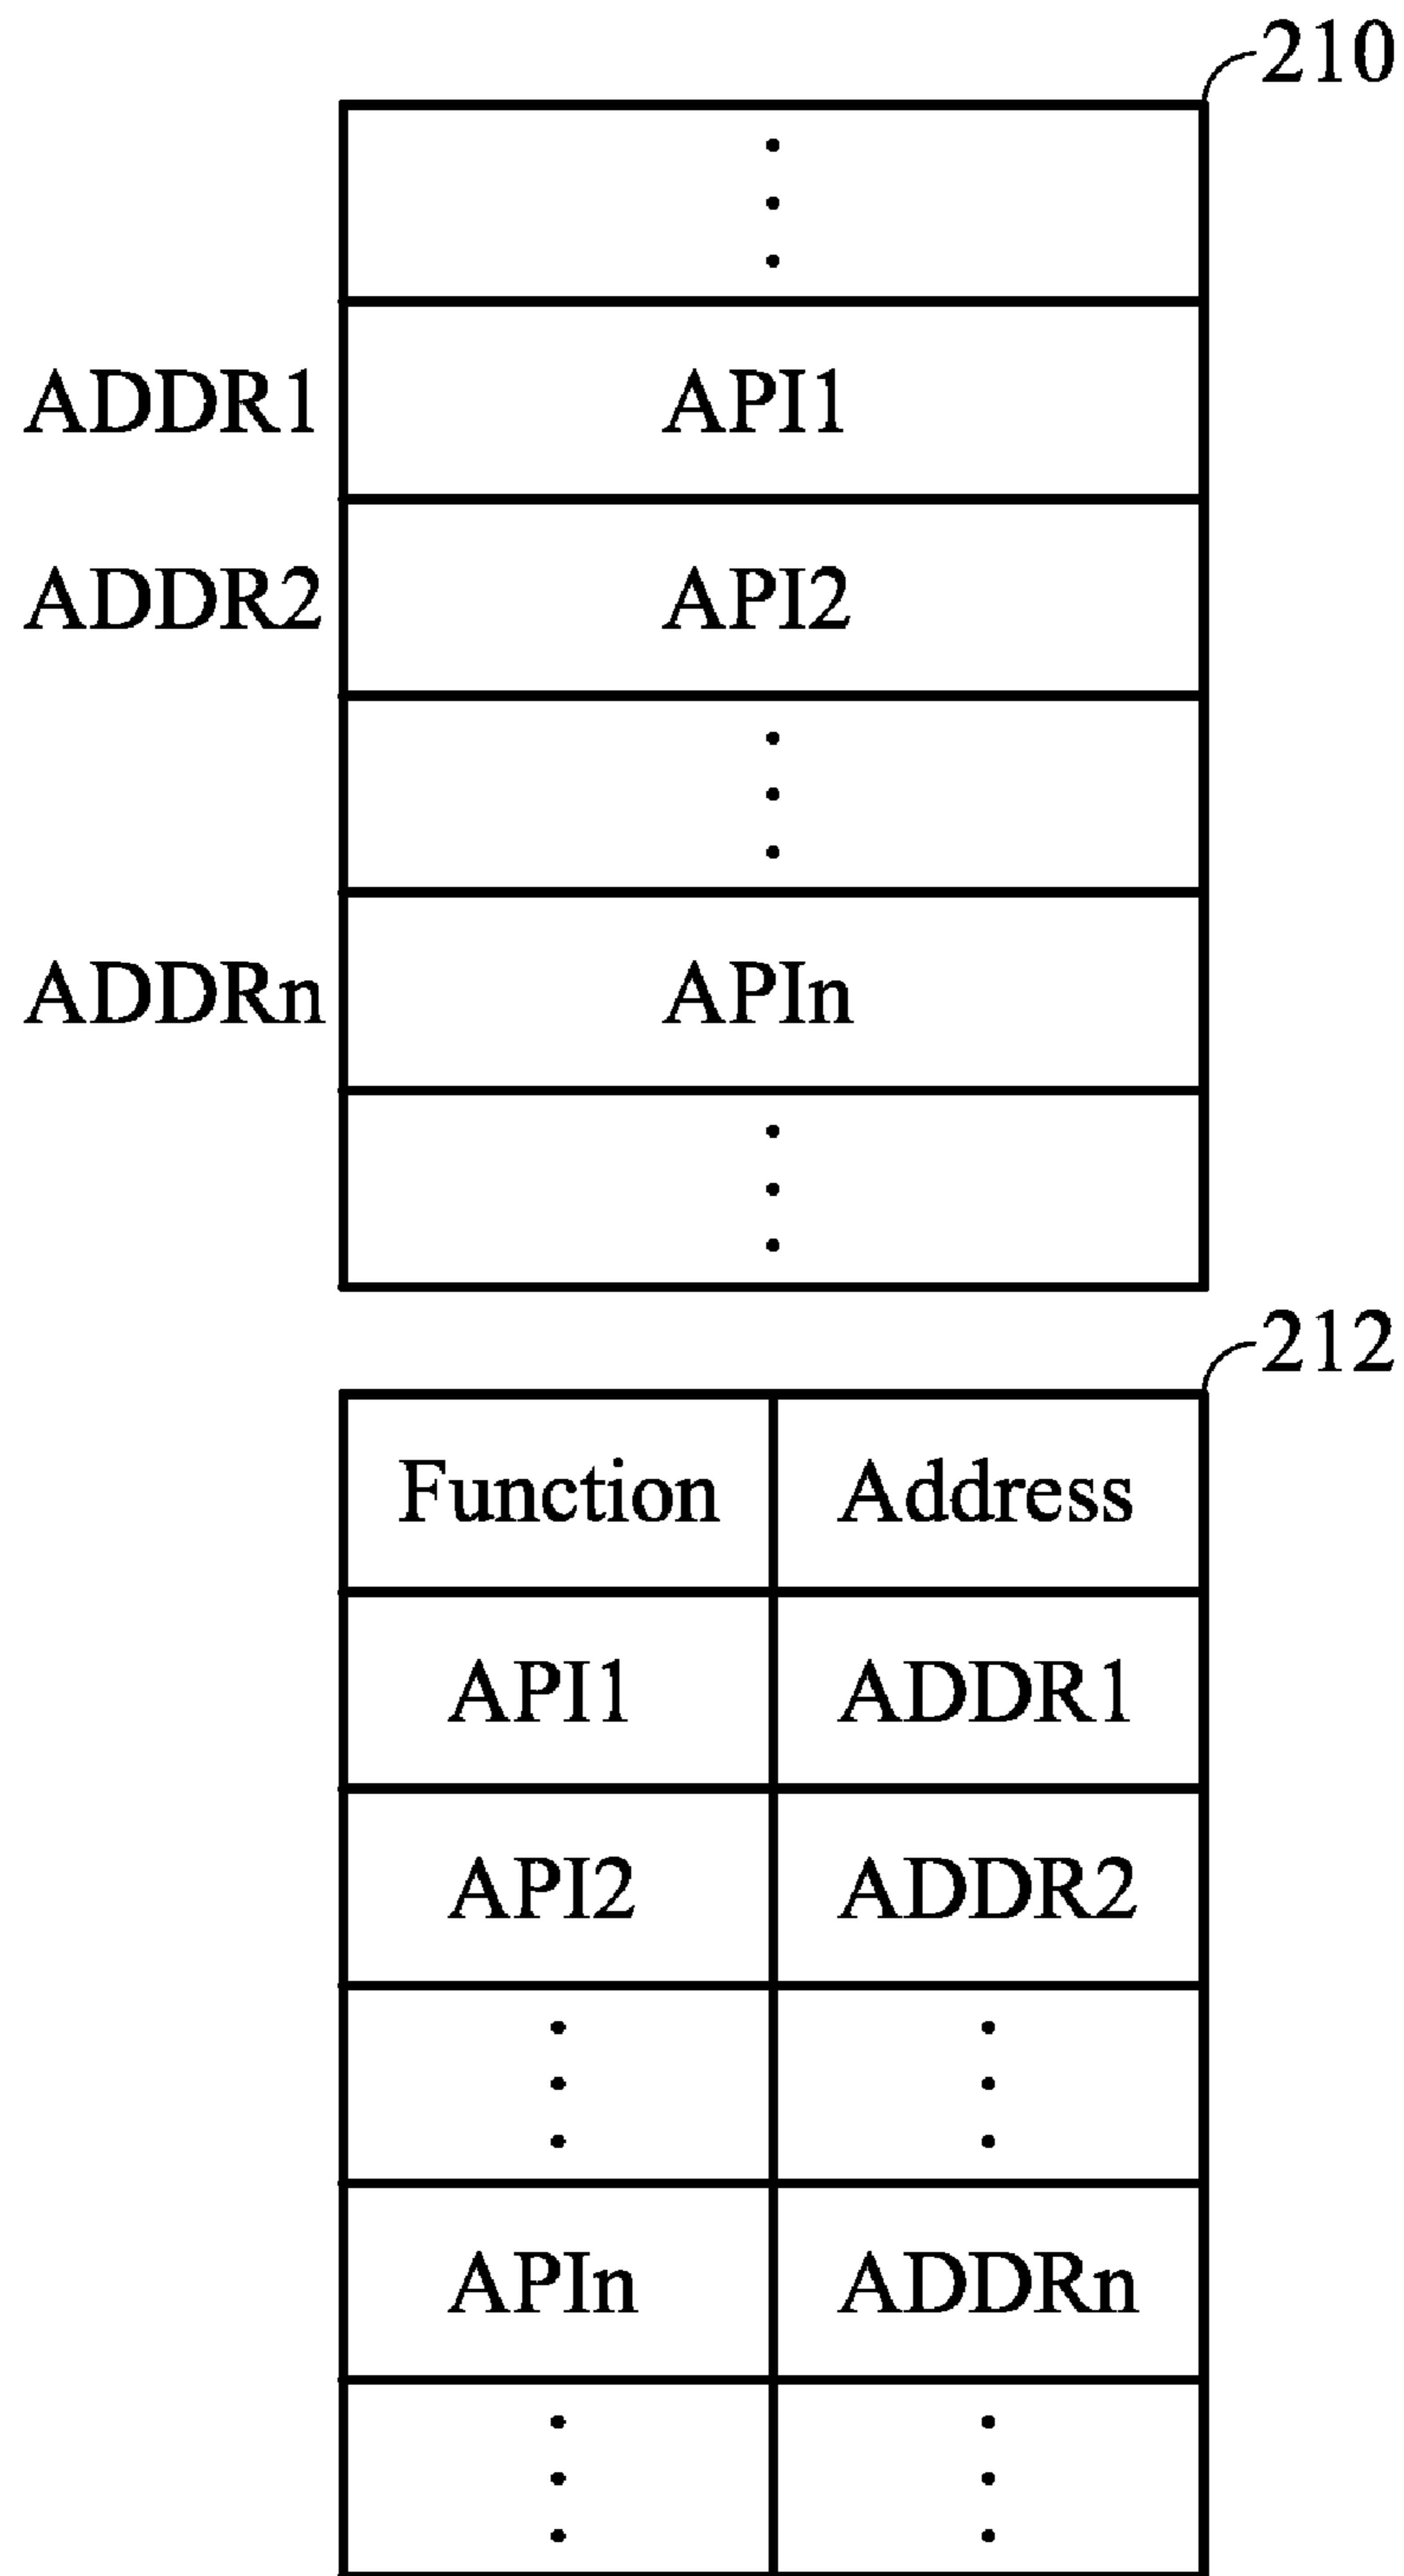 210
ADDR1 API1
ADDR2 API2
ADDRn APIn
212
Function Address
API1 ADDR1
API2 ADDR2
APIn ADDRn